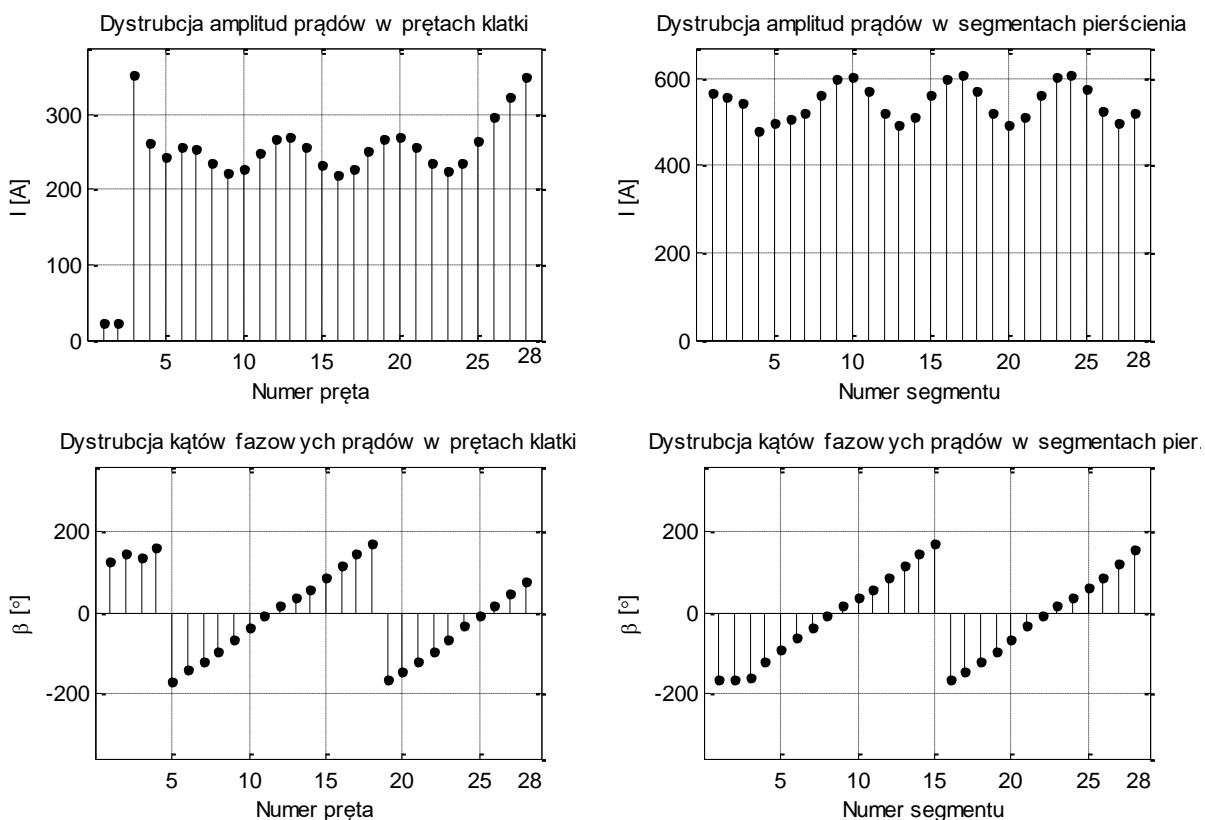 Dystrubcja amplitud prądów w prętach klatki
I [A]
300
200
100
0
5 10 15 20 25 28
Numer pręta
Dystrubcja amplitud prądów w segmentach pierścienia
I [A]
600
400
200
0
5 10 15 20 25 28
Numer segmentu
Dystrubcja kątów fazowych prądów w prętach klatki
β [°]
200
0
-200
5 10 15 20 25 28
Numer pręta
Dystrubcja kątów fazowych prądów w segmentach pier.
β [°]
200
0
-200
5 10 15 20 25 28
Numer segmentu